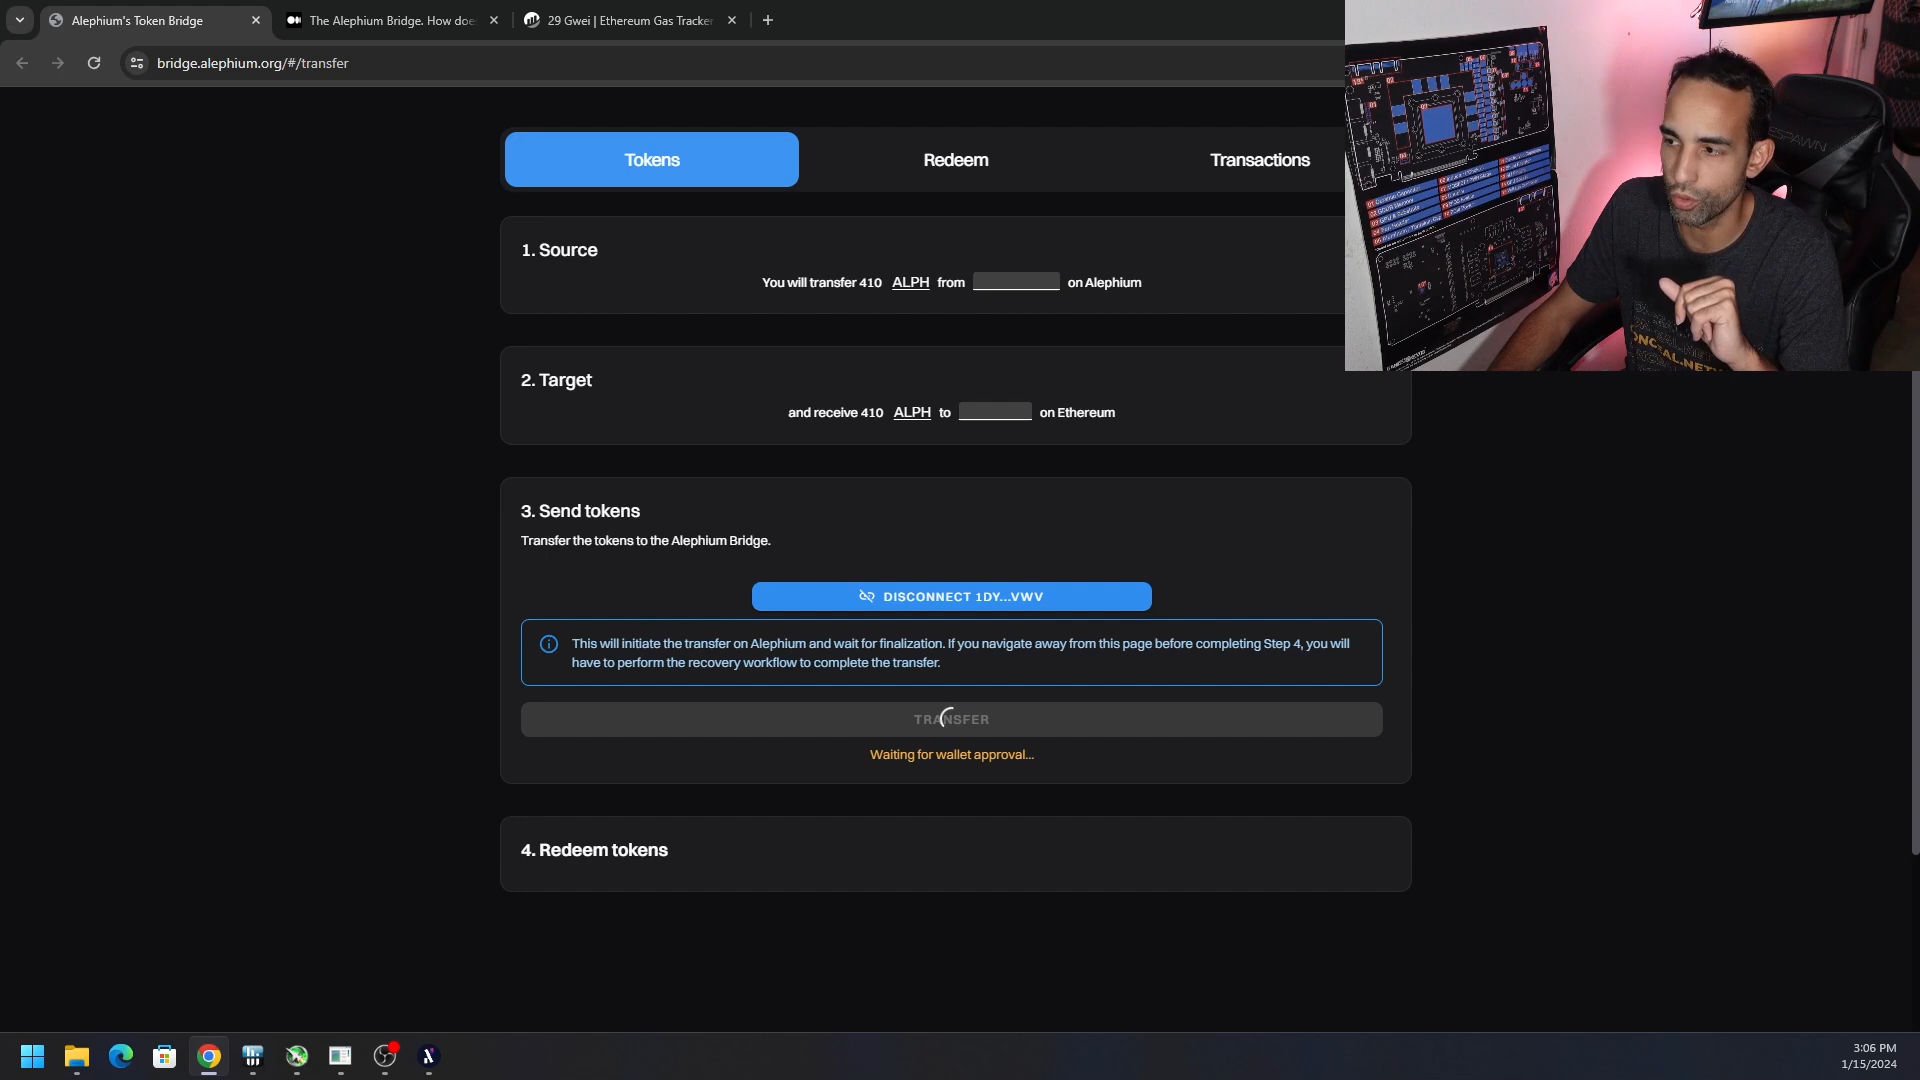 Alephium's Token Bridge
The Alephium Bridge. How doe
29 Gwei | Ethereum Gas Tracker
bridge.alephium.org/#/transfer
Tokens
Redeem
Transactions
1. Source
You will transfer 410 ALPH from on Alephium
2. Target
and receive 410 ALPH to on Ethereum
3. Send tokens
Transfer the tokens to the Alephium Bridge.
DISCONNECT 1DY...VWV
This will initiate the transfer on Alephium and wait for finalization. If you navigate away from this page before completing Step 4, you will
have to perform the recovery workflow to complete the transfer.
TRANSFER
Waiting for wallet approval...
4. Redeem tokens
3:06 PM
1/15/2024